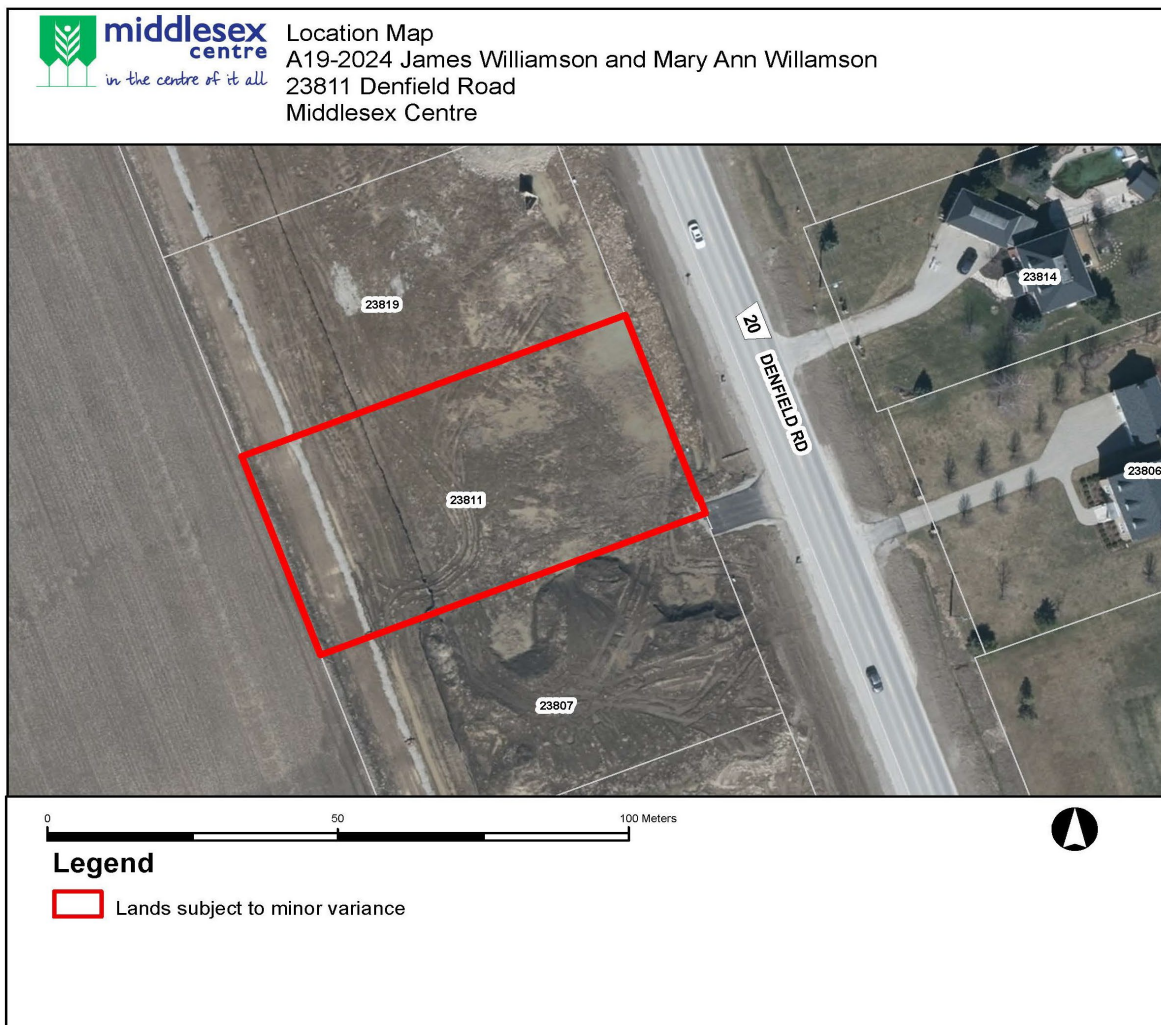 middlesex
centre
in the centre of it all
Location Map
A19-2024 James Williamson and Mary Ann Willamson
23811 Denfield Road
Middlesex Centre
23814
23819
20
DENFIELD RD
23806
23811
23807
0 50 100 Meters
Legend
Lands subject to minor variance